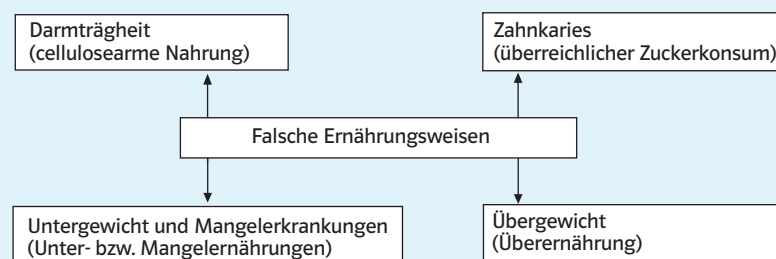 Darmträgheit
(cellulosearme Nahrung)
Zahnkaries
(überreichlicher Zuckerkonsum)
Falsche Ernährungsweisen
Untergewicht und Mangelerkrankungen
(Unter- bzw. Mangelernährungen)
Übergewicht
(Überernährung)